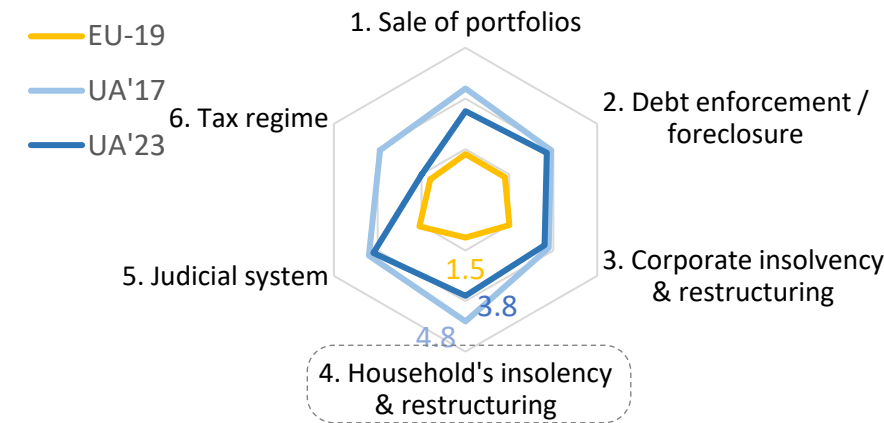 EU-19
UA'17
UA'23
1. Sale of portfolios
2. Debt enforcement /
foreclosure
3. Corporate insolvency
& restructuring
4. Household's insolency
& restructuring
5. Judicial system
6. Tax regime
1.5
3.8
4.8